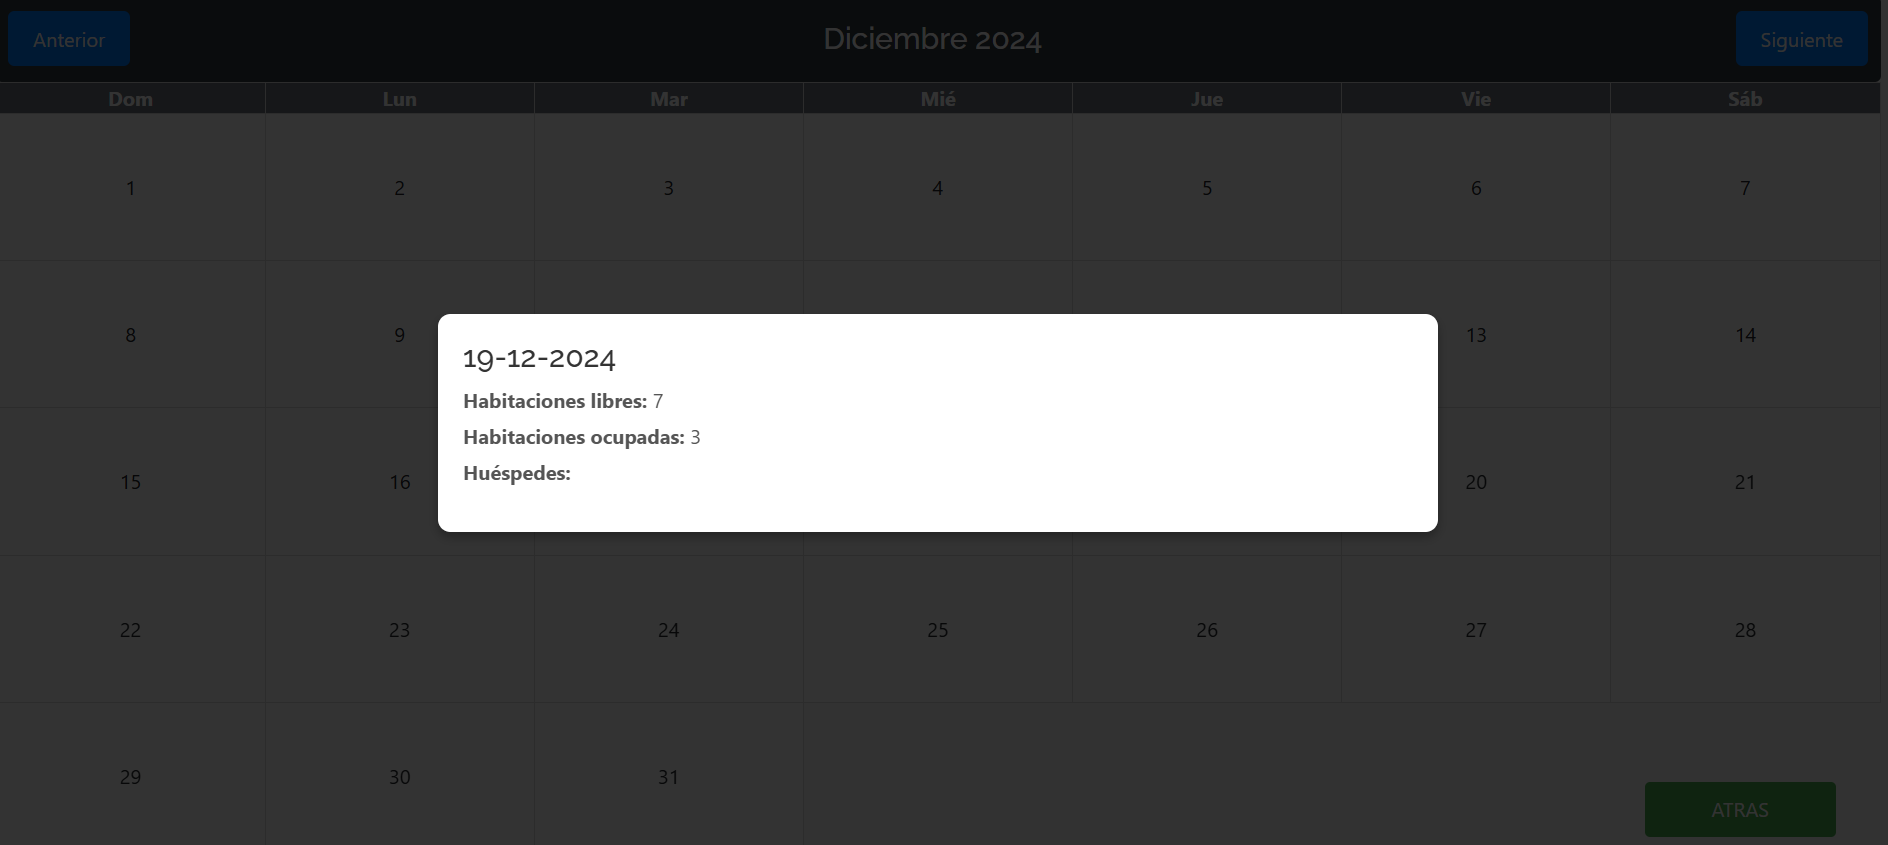 Anterior Diciembre 2024 Siguiente
Dom Lun Mar Mié Jue Vie Sáb
1 2 3 4 5 6 7
8 9 13 14
19-12-2024
Habitaciones libres: 7
Habitaciones ocupadas: 3
Huéspedes:
15 16 20 21
22 23 24 25 26 27 28
29 30 31
ATRAS